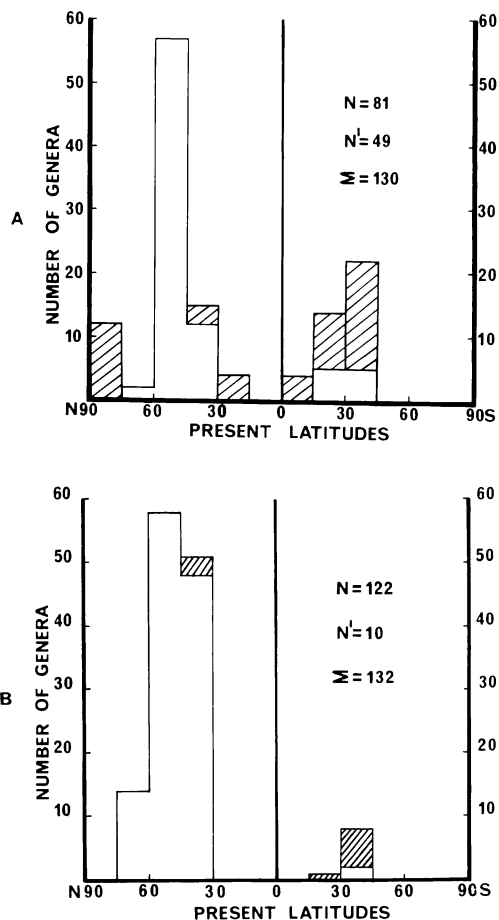 60 60
50 50
N = 81
40 NUMBER OF GENERA N' = 49 40
Σ = 130
30 30
A
20 20
10 10
N90 60 30 0 30 60 90S
PRESENT LATITUDES
60 60
50 50
N = 122
40 NUMBER OF GENERA N' = 10 40
Σ = 132
30 30
B
20 20
10 10
N90 60 30 0 30 60 90S
PRESENT LATITUDES